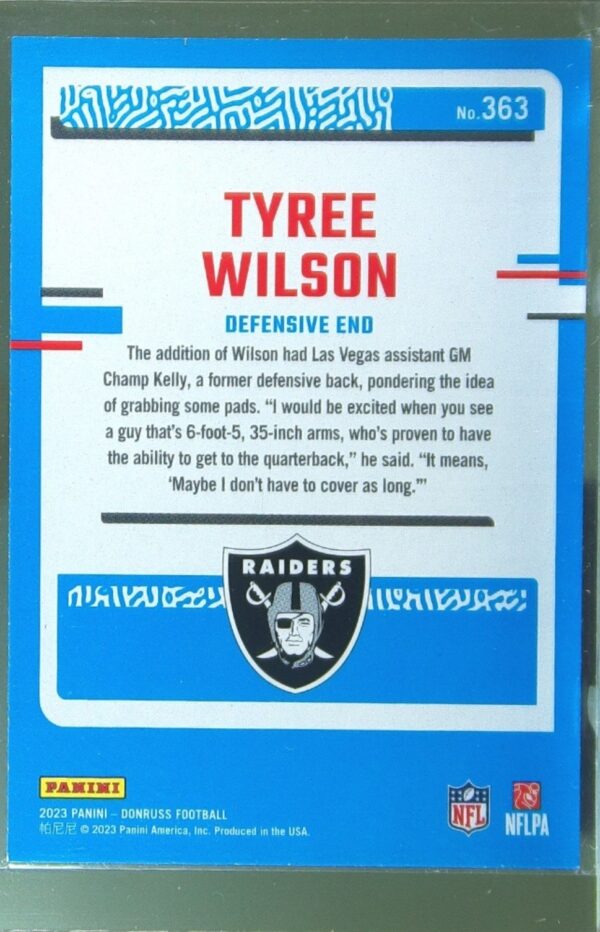 No. 363
TYREE
WILSON
DEFENSIVE END
The addition of Wilson had Las Vegas assistant GM
Champ Kelly, a former defensive back, pondering the idea
of grabbing some pads. “I would be excited when you see
a guy that’s 6-foot-5, 35-inch arms, who’s proven to have
the ability to get to the quarterback,” he said. “It means,
‘Maybe I don’t have to cover as long.’”
RAIDERS
PANINI
2023 PANINI – DONRUSS FOOTBALL
帕尼尼 © 2023 Panini America, Inc. Produced in the USA.
NFL
NFLPA